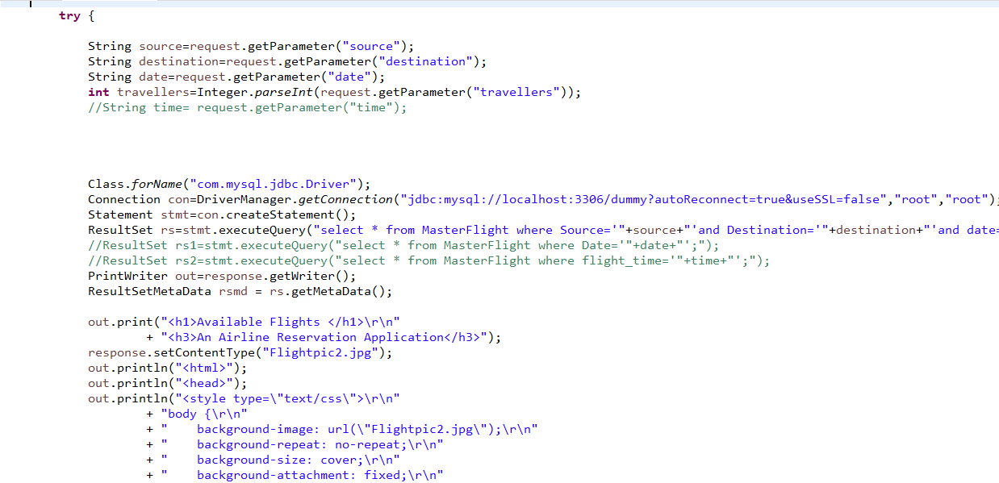 try {
String source=request.getParameter("source");
String destination=request.getParameter("destination");
String date=request.getParameter("date");
int travellers=Integer.parseInt(request.getParameter("travellers"));
//String time= request.getParameter("time");
Class.forName("com.mysql.jdbc.Driver");
Connection con=DriverManager.getConnection("jdbc:mysql://localhost:3306/dummy?autoReconnect=true&useSSL=false","root","root");
Statement stmt=con.createStatement();
ResultSet rs=stmt.executeQuery("select * from MasterFlight where Source='"+source+"'and Destination='"+destination+"'and date=
//ResultSet rs1=stmt.executeQuery("select * from MasterFlight where Date='"+date+"';");
//ResultSet rs2=stmt.executeQuery("select * from MasterFlight where flight_time='"+time+"';");
PrintWriter out=response.getWriter();
ResultSetMetaData rsmd = rs.getMetaData();
out.print("<h1>Available Flights </h1>\r\n"
+ "<h3>An Airline Reservation Application</h3>");
response.setContentType("Flightpic2.jpg");
out.println("<html>");
out.println("<head>");
out.println("<style type=\"text/css\">\r\n"
+ "body {\r\n"
+ "    background-image: url(\"Flightpic2.jpg\");\r\n"
+ "    background-repeat: no-repeat;\r\n"
+ "    background-size: cover;\r\n"
+ "    background-attachment: fixed;\r\n"